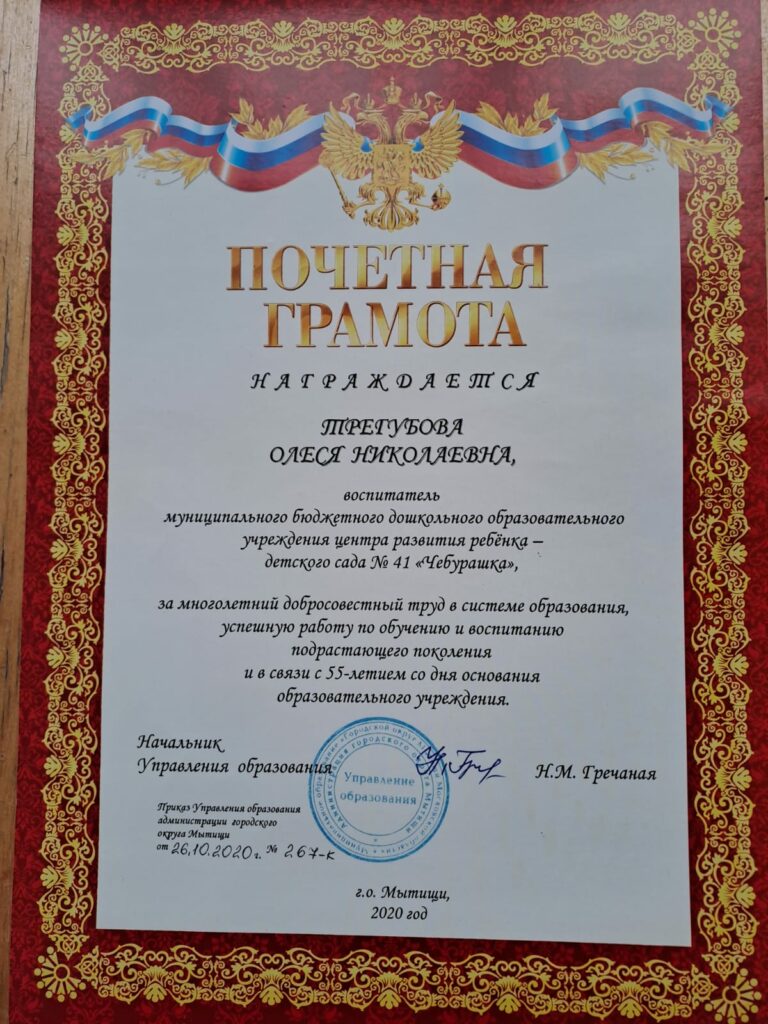 ПОЧЕТНАЯ
ГРАМОТА
НАГРАЖДАЕТСЯ
ТРЕГУБОВА
ОЛЕСЯ НИКОЛАЕВНА,
воспитатель
муниципального бюджетного дошкольного образовательного
учреждения центра развития ребёнка –
детского сада № 41 «Чебурашка»,
за многолетний добросовестный труд в системе образования,
успешную работу по обучению и воспитанию
подрастающего поколения
и в связи с 55-летием со дня основания
образовательного учреждения.
Начальник
Управления образования
Н.М. Гречаная
Управление
образования
Приказ Управления образования
администрации городского
округа Мытищи
от 26.10.2020г. № 267-к
г.о. Мытищи,
2020 год